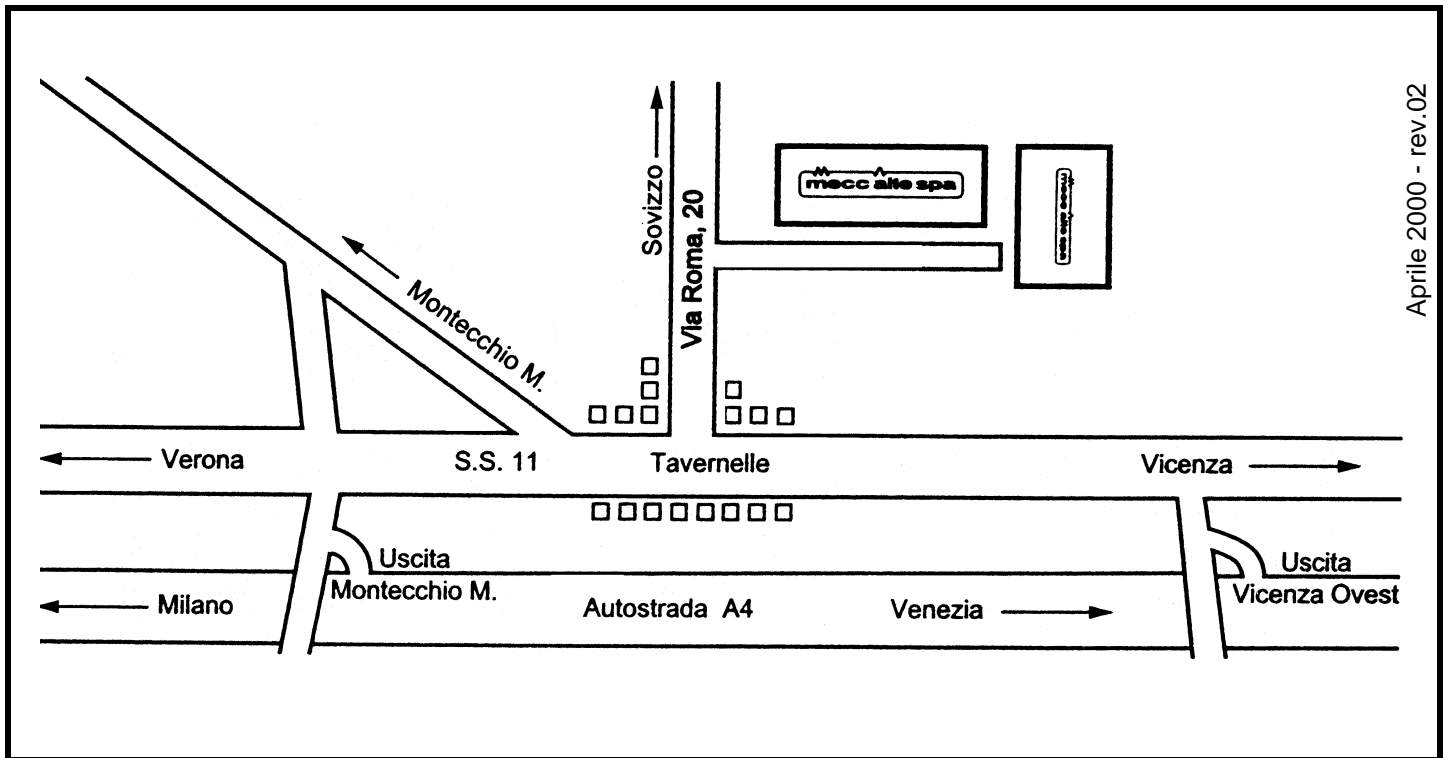 Aprile 2000 - rev.02
Sovizzo
Via Roma, 20
mecc alte spa
mecc alte spa
Montecchio M.
Verona
S.S. 11
Tavernelle
Vicenza
Uscita
Montecchio M.
Uscita
Vicenza Ovest
Milano
Autostrada A4
Venezia